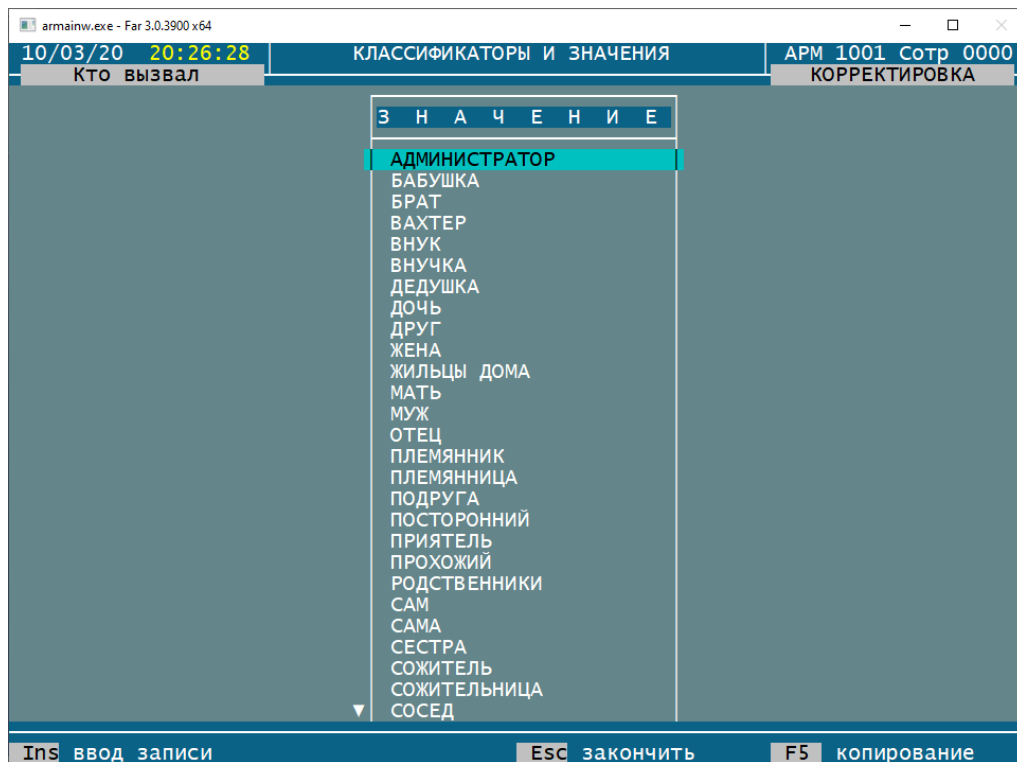 armainw.exe - Far 3.0.3900 x64
10/03/20 20:26:28 КЛАССИФИКАТОРЫ И ЗНАЧЕНИЯ АРМ 1001 Сотр 0000
Кто вызвал КОРРЕКТИРОВКА
З Н А Ч Е Н И Е
АДМИНИСТРАТОР
БАБУШКА
БРАТ
ВАХТЕР
ВНУК
ВНУЧКА
ДЕДУШКА
ДОЧЬ
ДРУГ
ЖЕНА
ЖИЛЬЦЫ ДОМА
МАТЬ
МУЖ
ОТЕЦ
ПЛЕМЯННИК
ПЛЕМЯННИЦА
ПОДРУГА
ПОСТОРОННИЙ
ПРИЯТЕЛЬ
ПРОХОЖИЙ
РОДСТВЕННИКИ
САМ
САМА
СЕСТРА
СОЖИТЕЛЬ
СОЖИТЕЛЬНИЦА
СОСЕД
Ins ввод записи Esc закончить F5 копирование